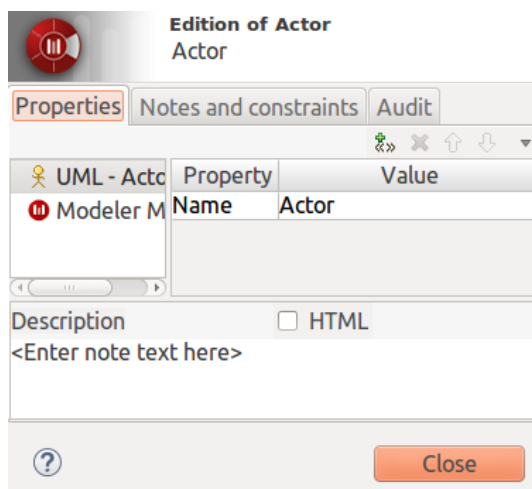 Edition of Actor
Actor
Properties Notes and constraints Audit
UML - Acto Property Value
Modeler M Name Actor
Description HTML
<Enter note text here>
? Close